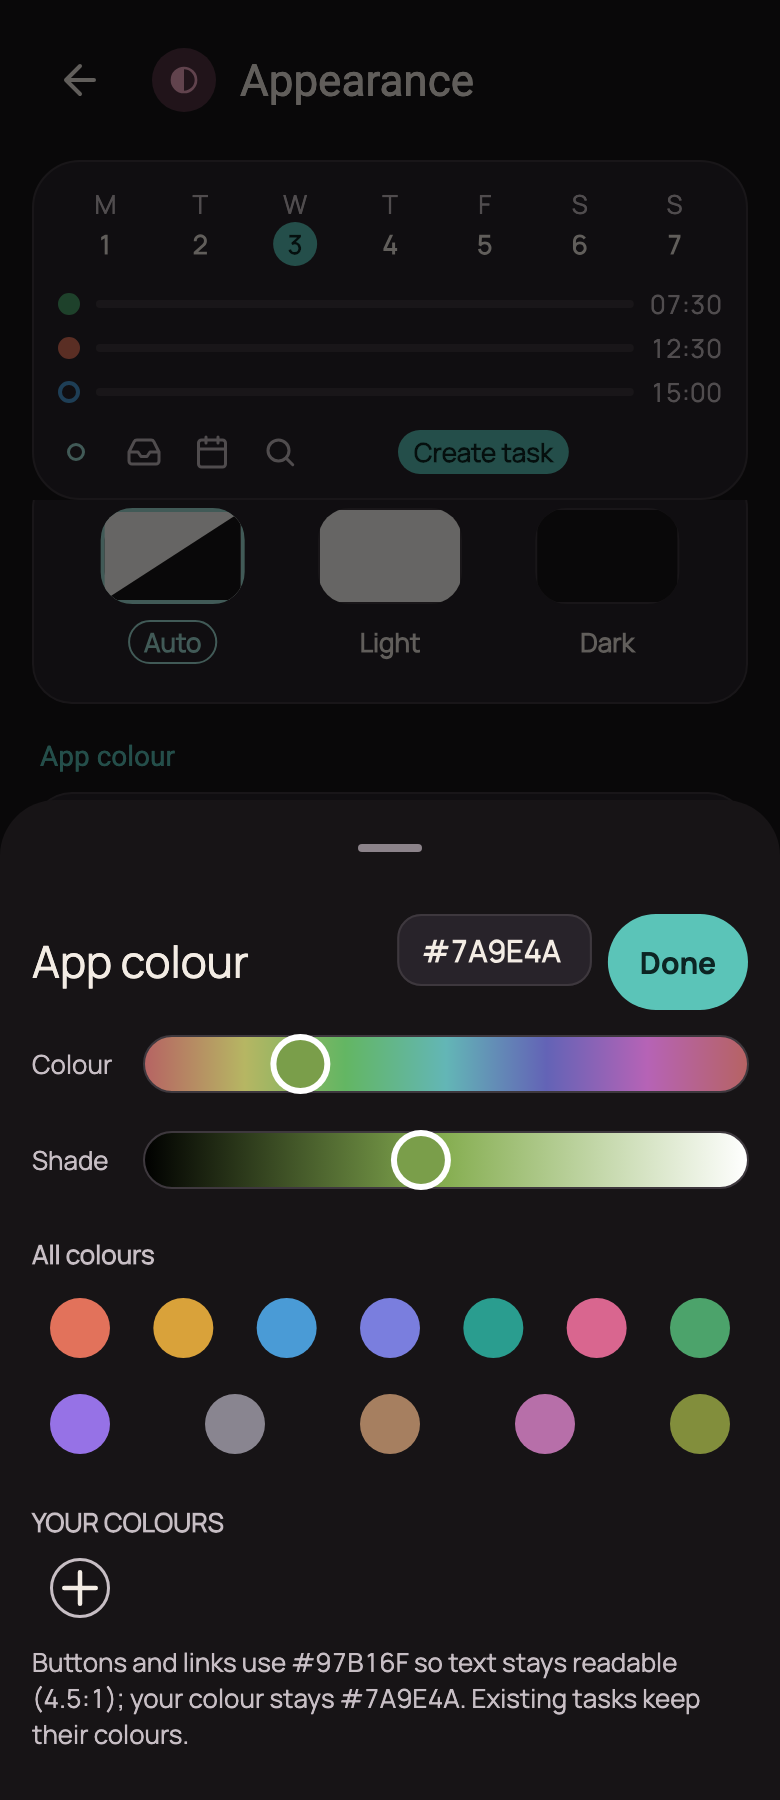 Appearance
M T W T F S S
1 2 3 4 5 6 7
07:30
12:30
15:00
Create task
Auto Light Dark
App colour
App colour #7A9E4A Done
Colour
Shade
All colours
YOUR COLOURS
Buttons and links use #97B16F so text stays readable
(4.5:1); your colour stays #7A9E4A. Existing tasks keep
their colours.